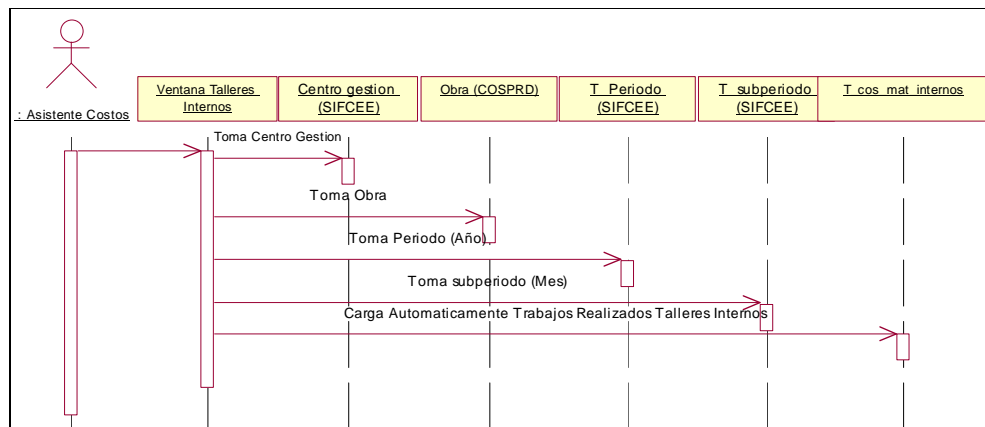 : Asistente Costos
Ventana Talleres
Internos
Centro gestion
(SIFCEE)
Obra (COSPRD)
T_Periodo
(SIFCEE)
T_subperiodo
(SIFCEE)
T_cos_mat_internos
Toma Centro Gestion
Toma Obra
Toma Periodo (Año)
Toma subperiodo (Mes)
Carga Automaticamente Trabajos Realizados Talleres Internos